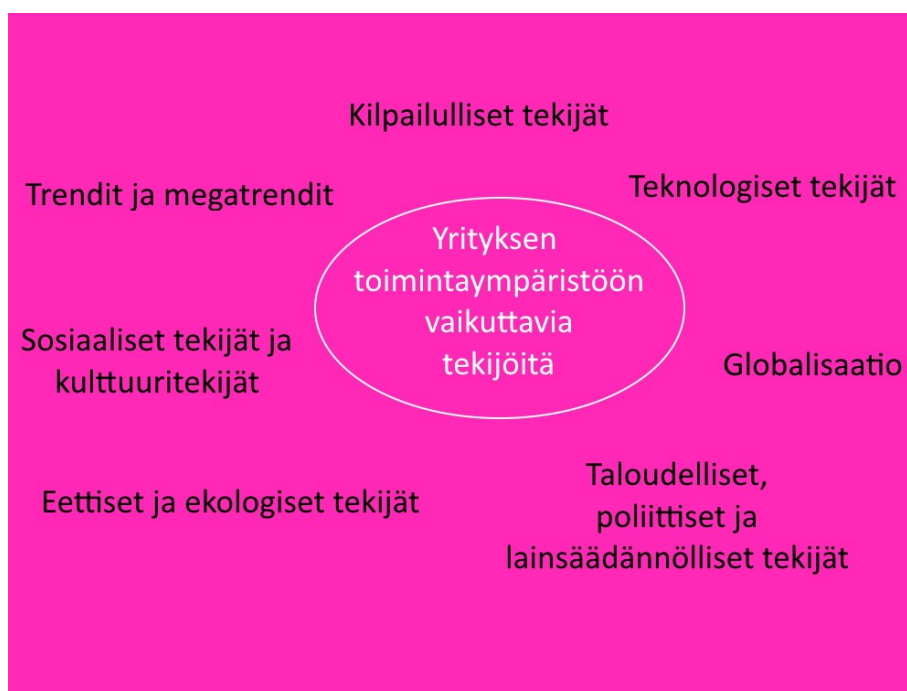 Kilpailulliset tekijät
Trendit ja megatrendit
Teknologiset tekijät
Yrityksen
toimintaympäristöön
vaikuttavia
tekijöitä
Sosiaaliset tekijät ja
kulttuuritekijät
Globalisaatio
Eettiset ja ekologiset tekijät
Taloudelliset,
poliittiset ja
lainsäädännölliset tekijät